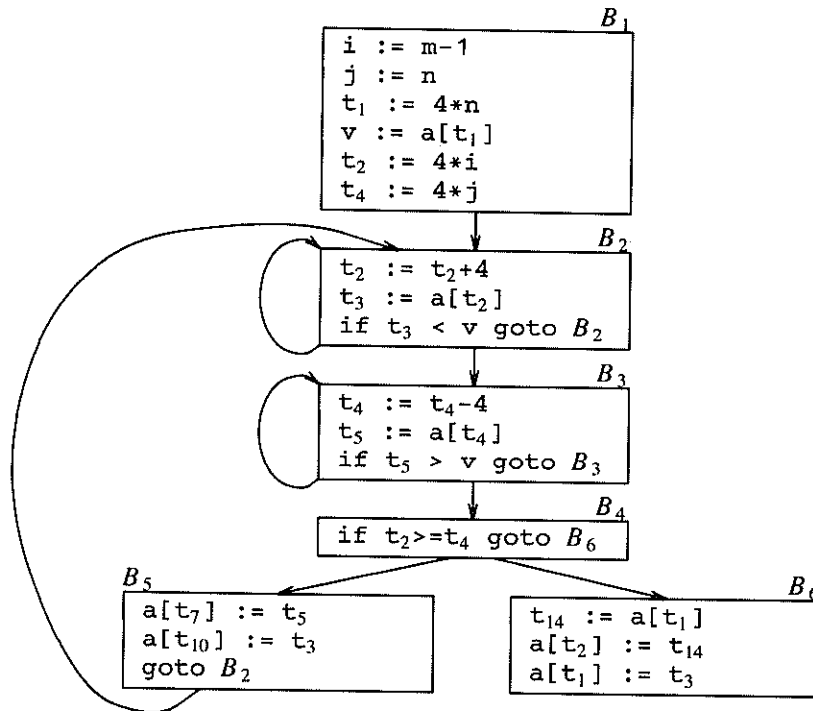 B₁
i := m-1
j := n
t₁ := 4*n
v := a[t₁]
t₂ := 4*i
t₄ := 4*j
B₂
t₂ := t₂+4
t₃ := a[t₂]
if t₃ < v goto B₂
B₃
t₄ := t₄-4
t₅ := a[t₄]
if t₅ > v goto B₃
B₄
if t₂>=t₄ goto B₆
B₅
a[t₇] := t₅
a[t₁₀] := t₃
goto B₂
B₆
t₁₄ := a[t₁]
a[t₂] := t₁₄
a[t₁] := t₃